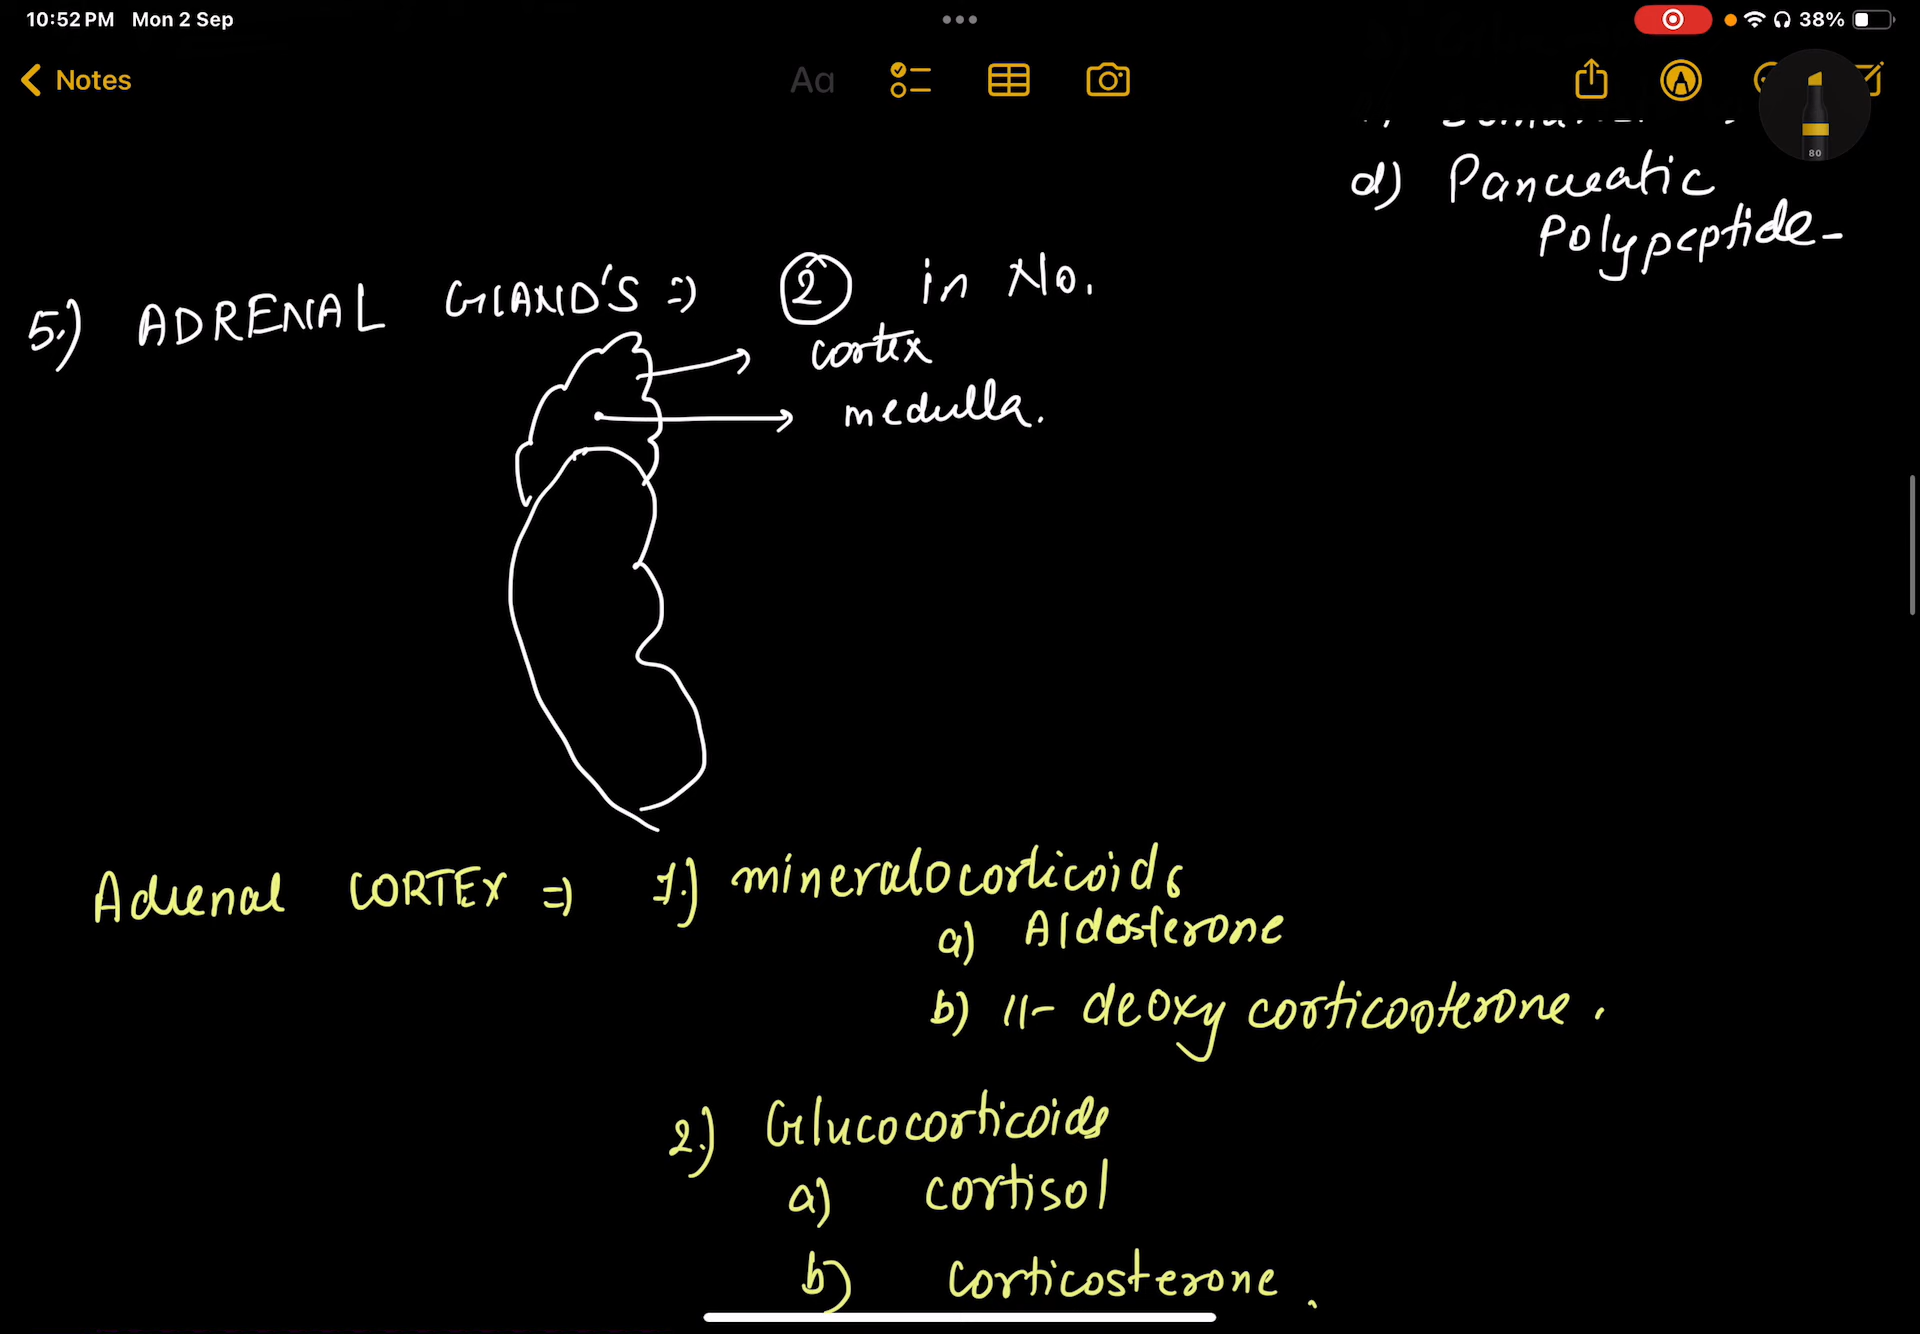 10:52 PM Mon 2 Sep
38%
Notes
Aa
80
d) Pancreatic
Polypeptide-
5.) ADRENAL GLAND'S => 2 in No.
cortex
medulla.
Adrenal CORTEX => 1.) mineralocorticoids
a) Aldosterone
b) 11- deoxy corticosterone.
2.) Glucocorticoids
a) cortisol
b) corticosterone.